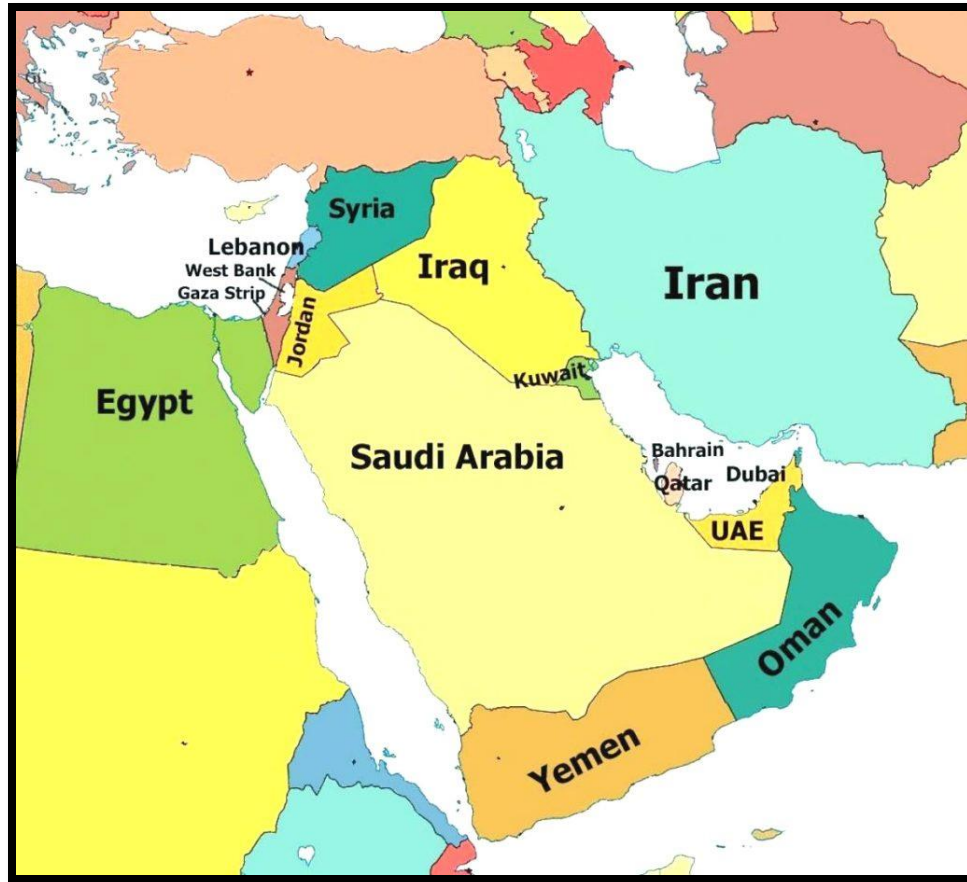 Syria
Lebanon
West Bank
Gaza Strip
Iraq
Iran
Jordan
Kuwait
Egypt
Saudi Arabia
Bahrain
Qatar
Dubai
UAE
Oman
Yemen